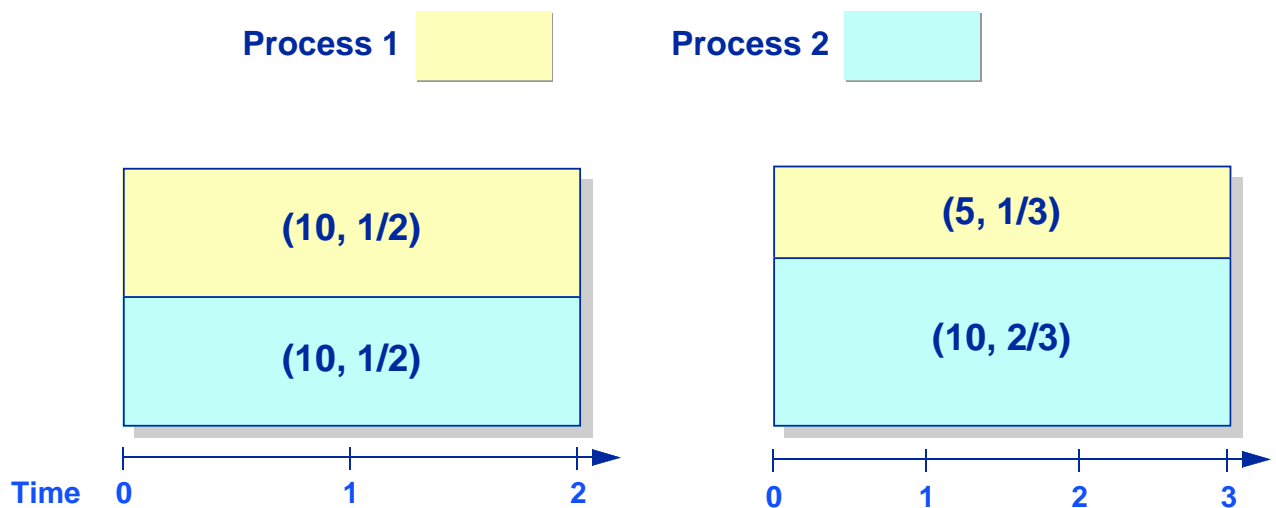 Process 1 Process 2
(10, 1/2) (5, 1/3)
(10, 1/2) (10, 2/3)
Time 0 1 2 0 1 2 3